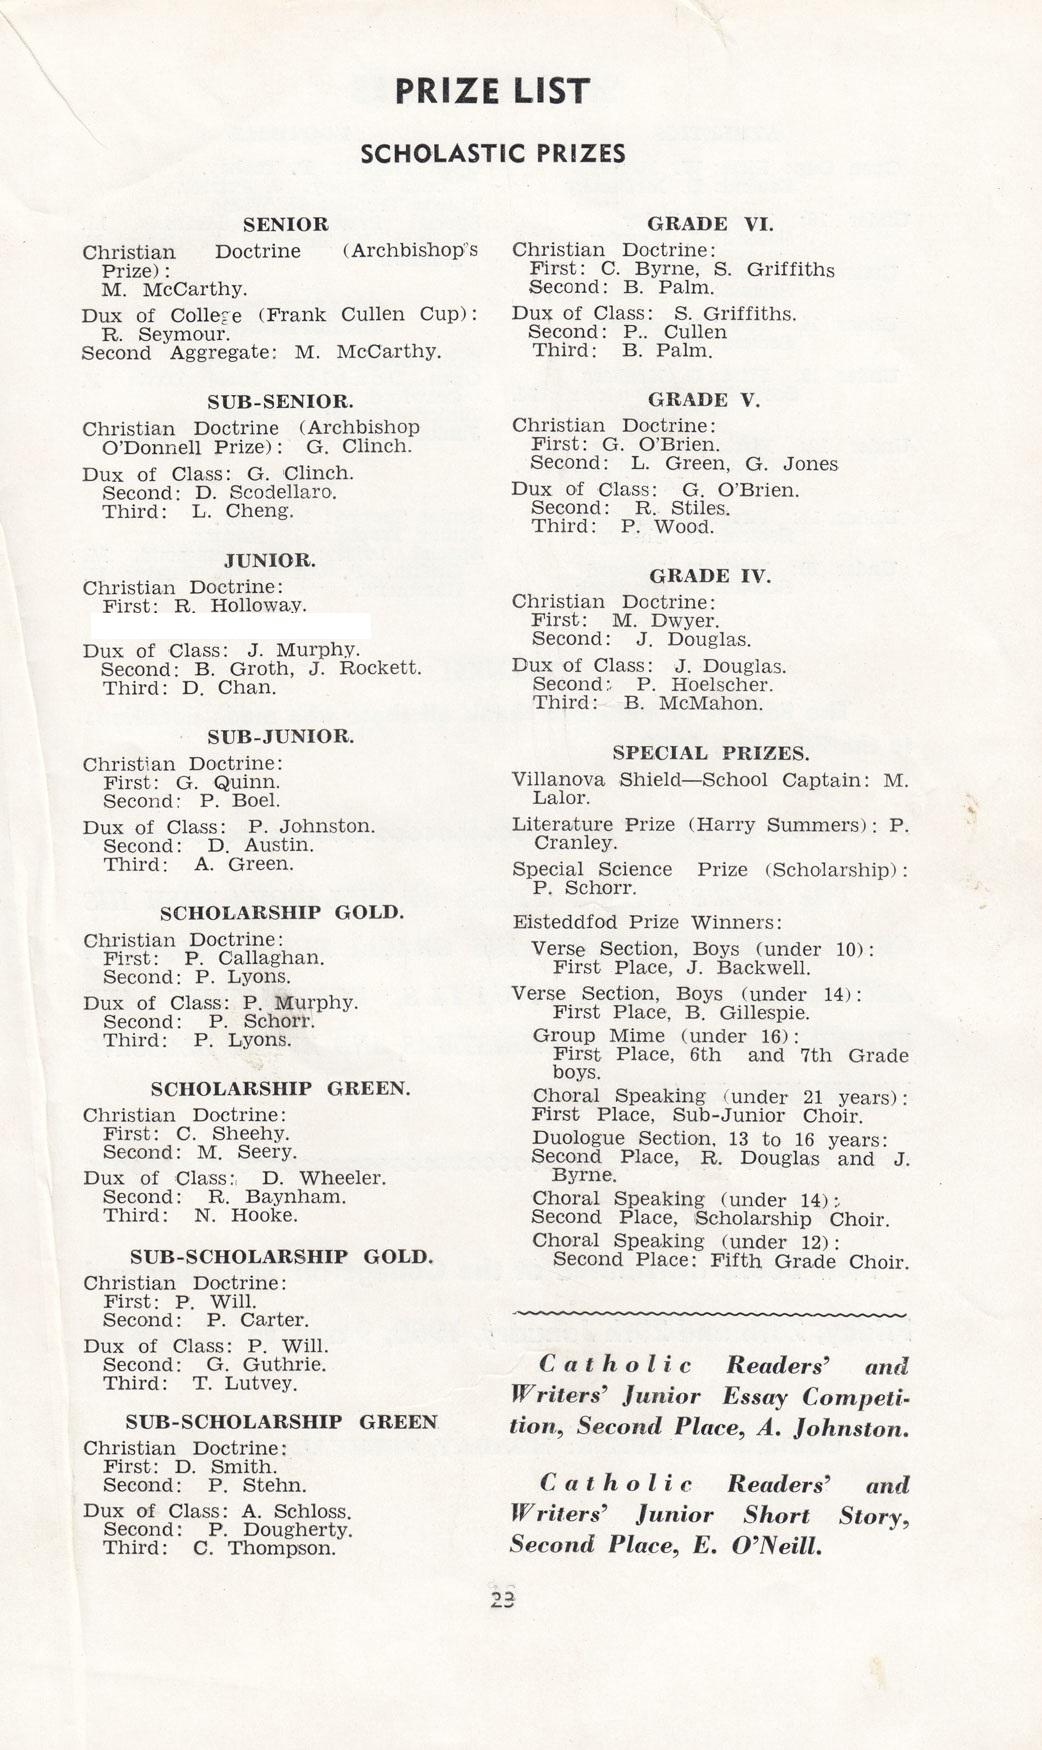 PRIZE LIST
SCHOLASTIC PRIZES
SENIOR
Christian Doctrine (Archbishop's
Prize):
M. McCarthy.
Dux of College (Frank Cullen Cup):
R. Seymour.
Second Aggregate: M. McCarthy.
SUB-SENIOR.
Christian Doctrine (Archbishop
O'Donnell Prize): G. Clinch.
Dux of Class: G. Clinch.
Second: D. Scodellaro.
Third: L. Cheng.
JUNIOR.
Christian Doctrine:
First: R. Holloway.
Dux of Class: J. Murphy.
Second: B. Groth, J. Rockett.
Third: D. Chan.
SUB-JUNIOR.
Christian Doctrine:
First: G. Quinn.
Second: P. Boel.
Dux of Class: P. Johnston.
Second: D. Austin.
Third: A. Green.
SCHOLARSHIP GOLD.
Christian Doctrine:
First: P. Callaghan.
Second: P. Lyons.
Dux of Class: P. Murphy.
Second: P. Schorr.
Third: P. Lyons.
SCHOLARSHIP GREEN.
Christian Doctrine:
First: C. Sheehy.
Second: M. Seery.
Dux of Class: D. Wheeler.
Second: R. Baynham.
Third: N. Hooke.
SUB-SCHOLARSHIP GOLD.
Christian Doctrine:
First: P. Will.
Second: P. Carter.
Dux of Class: P. Will.
Second: G. Guthrie.
Third: T. Lutvey.
SUB-SCHOLARSHIP GREEN
Christian Doctrine:
First: D. Smith.
Second: P. Stehn.
Dux of Class: A. Schloss.
Second: P. Dougherty.
Third: C. Thompson.
GRADE VI.
Christian Doctrine:
First: C. Byrne, S. Griffiths
Second: B. Palm.
Dux of Class: S. Griffiths.
Second: P.. Cullen
Third: B. Palm.
GRADE V.
Christian Doctrine:
First: G. O'Brien.
Second: L. Green, G. Jones
Dux of Class: G. O'Brien.
Second: R. Stiles.
Third: P. Wood.
GRADE IV.
Christian Doctrine:
First: M. Dwyer.
Second: J. Douglas.
Dux of Class: J. Douglas.
Second: P. Hoelscher.
Third: B. McMahon.
SPECIAL PRIZES.
Villanova Shield—School Captain: M.
Lalor.
Literature Prize (Harry Summers): P.
Cranley.
Special Science Prize (Scholarship):
P. Schorr.
Eisteddfod Prize Winners:
Verse Section, Boys (under 10):
First Place, J. Backwell.
Verse Section, Boys (under 14):
First Place, B. Gillespie.
Group Mime (under 16):
First Place, 6th and 7th Grade
boys.
Choral Speaking (under 21 years):
First Place, Sub-Junior Choir.
Duologue Section, 13 to 16 years:
Second Place, R. Douglas and J.
Byrne.
Choral Speaking (under 14):
Second Place, Scholarship Choir.
Choral Speaking (under 12):
Second Place: Fifth Grade Choir.
Catholic Readers' and
Writers' Junior Essay Competi-
tion, Second Place, A. Johnston.
Catholic Readers' and
Writers' Junior Short Story,
Second Place, E. O'Neill.
23